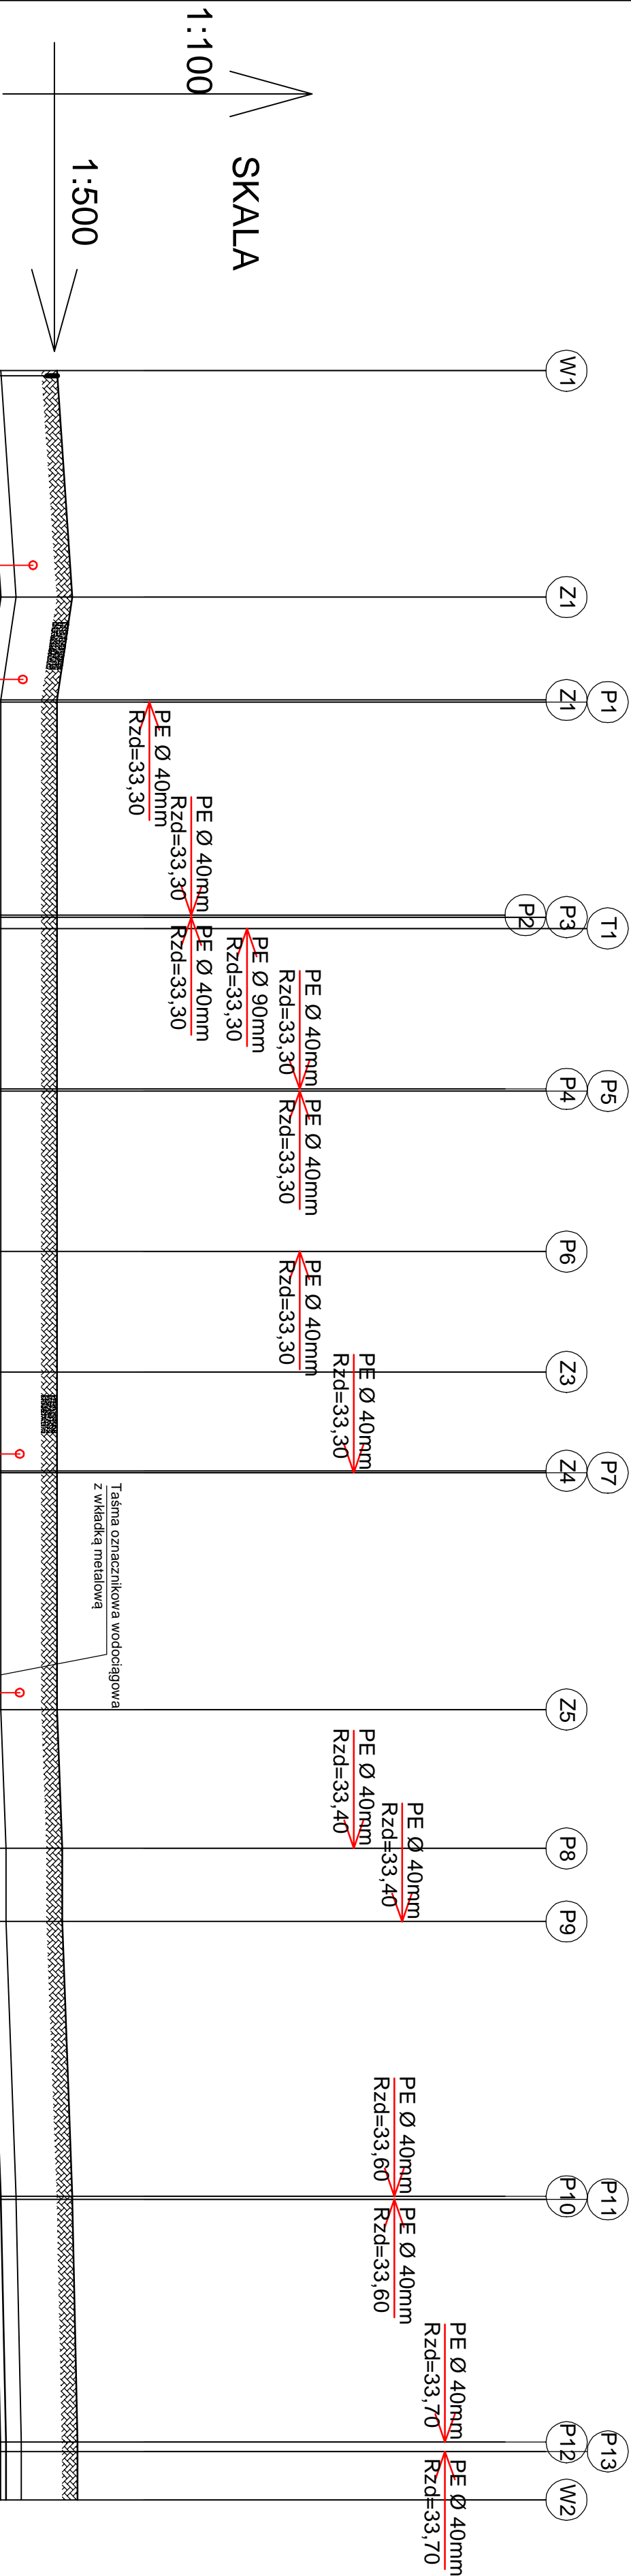 1:100
SKALA
1:500
W1
Z1
P1
Z1
PE Ø 40mm
Rzd=33,30
PE Ø 40mm
Rzd=33,30
T1
P3
P2
PE Ø 40mm
Rzd=33,30
PE Ø 90mm
Rzd=33,30
PE Ø 40mm
Rzd=33,30
P5
P4
PE Ø 40mm
Rzd=33,30
P6
PE Ø 40mm
Rzd=33,30
Z3
PE Ø 40mm
Rzd=33,30
P7
Z4
Taśma oznacznikowa wodociągowa
z wkładką metalową
Z5
PE Ø 40mm
Rzd=33,40
P8
PE Ø 40mm
Rzd=33,40
P9
PE Ø 40mm
Rzd=33,60
P11
P10
PE Ø 40mm
Rzd=33,60
PE Ø 40mm
Rzd=33,70
P13
P12
PE Ø 40mm
Rzd=33,70
W2